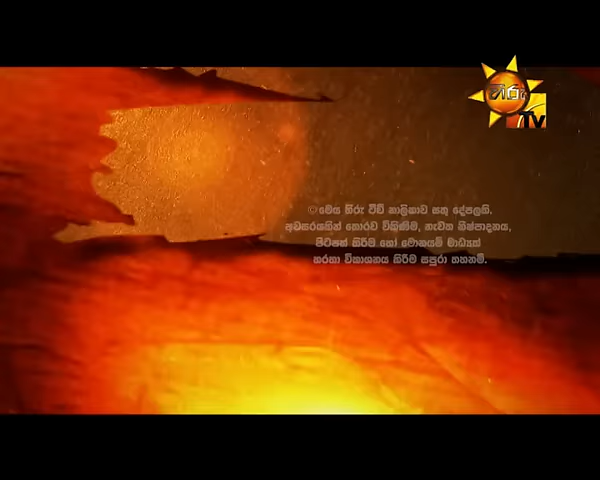 හිරු
TV
© මෙය හිරු ටීවී නාලිකාව සතු දේපලකි.
අවසරයකින් තොරව විකිණීම, නැවත නිෂ්පාදනය,
පිටපත් කිරීම හෝ මොනයම් මාධ්‍යක්
හරහා විකාශනය කිරීම සපුරා තහනම්.